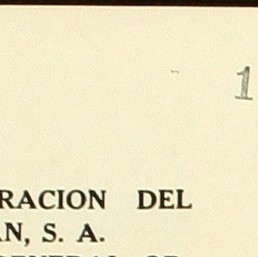 1
RACION DEL
N, S. A.